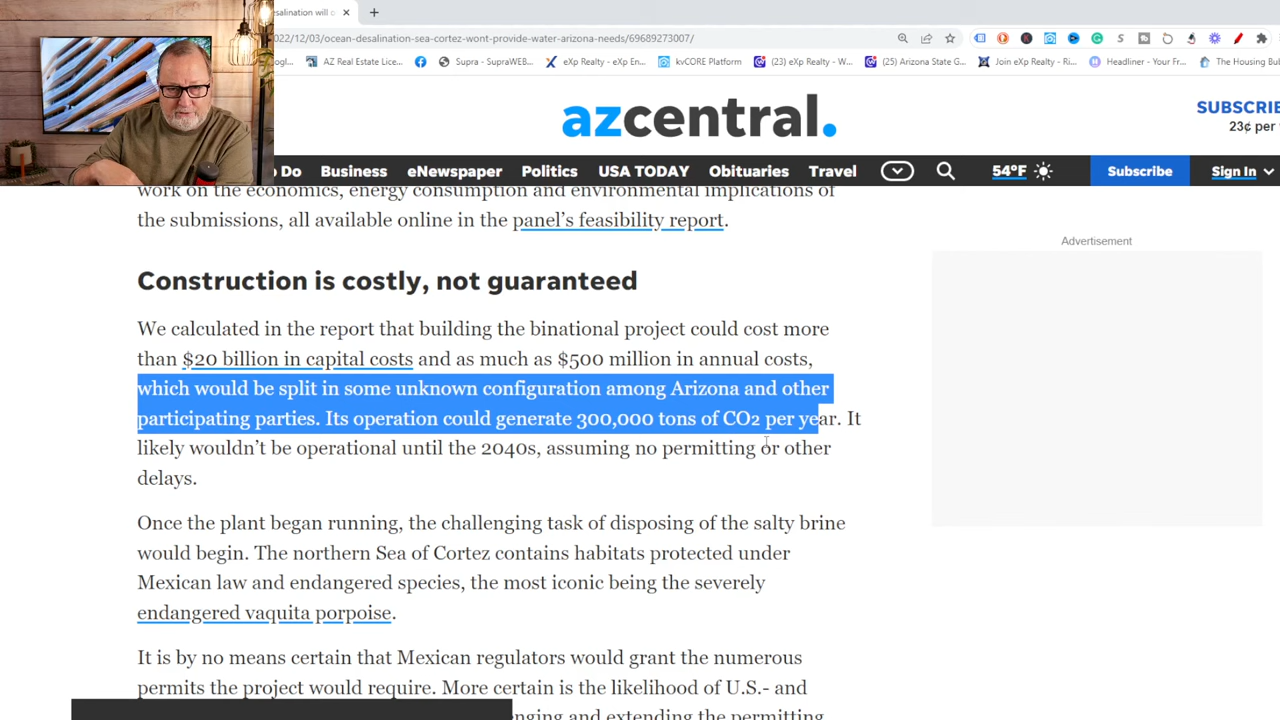 desalination will
022/12/03/ocean-desalination-sea-cortez-wont-provide-water-arizona-needs/69689273007/
AZ Real Estate Lice... Supra - SupraWEB... eXp Realty - eXp En... kvCORE Platform (23) eXp Realty - W... (25) Arizona State G... Join eXp Realty - Ri... Headliner - Your Fr... The Housing Bu
azcentral.
SUBSCRIBE
23¢ per
Do Business eNewspaper Politics USA TODAY Obituaries Travel 54°F Subscribe Sign In
work on the economics, energy consumption and environmental implications of
the submissions, all available online in the panel’s feasibility report.
Advertisement
Construction is costly, not guaranteed
We calculated in the report that building the binational project could cost more
than $20 billion in capital costs and as much as $500 million in annual costs,
which would be split in some unknown configuration among Arizona and other
participating parties. Its operation could generate 300,000 tons of CO2 per year. It
likely wouldn’t be operational until the 2040s, assuming no permitting or other
delays.
Once the plant began running, the challenging task of disposing of the salty brine
would begin. The northern Sea of Cortez contains habitats protected under
Mexican law and endangered species, the most iconic being the severely
endangered vaquita porpoise.
It is by no means certain that Mexican regulators would grant the numerous
permits the project would require. More certain is the likelihood of U.S.- and
enging and extending the permitting